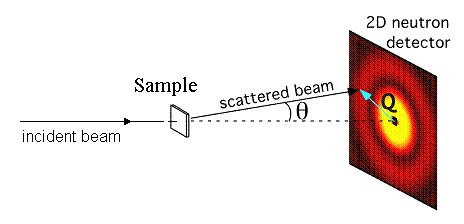 2D neutron
detector
Sample
scattered beam
θ
Q
incident beam